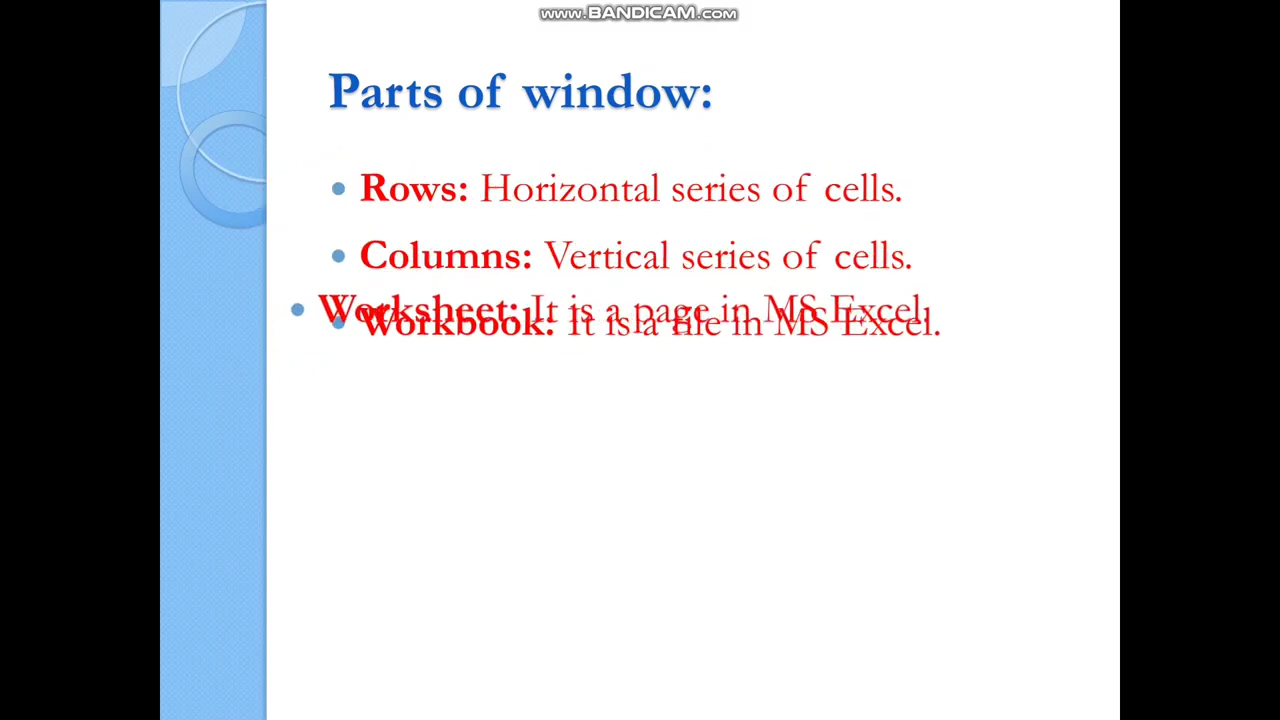 www.BANDICAM.com
Parts of window:
• Rows: Horizontal series of cells.
• Columns: Vertical series of cells.
• Worksheet: It is a page in MS Excel.
• Workbook: It is a file in MS Excel.